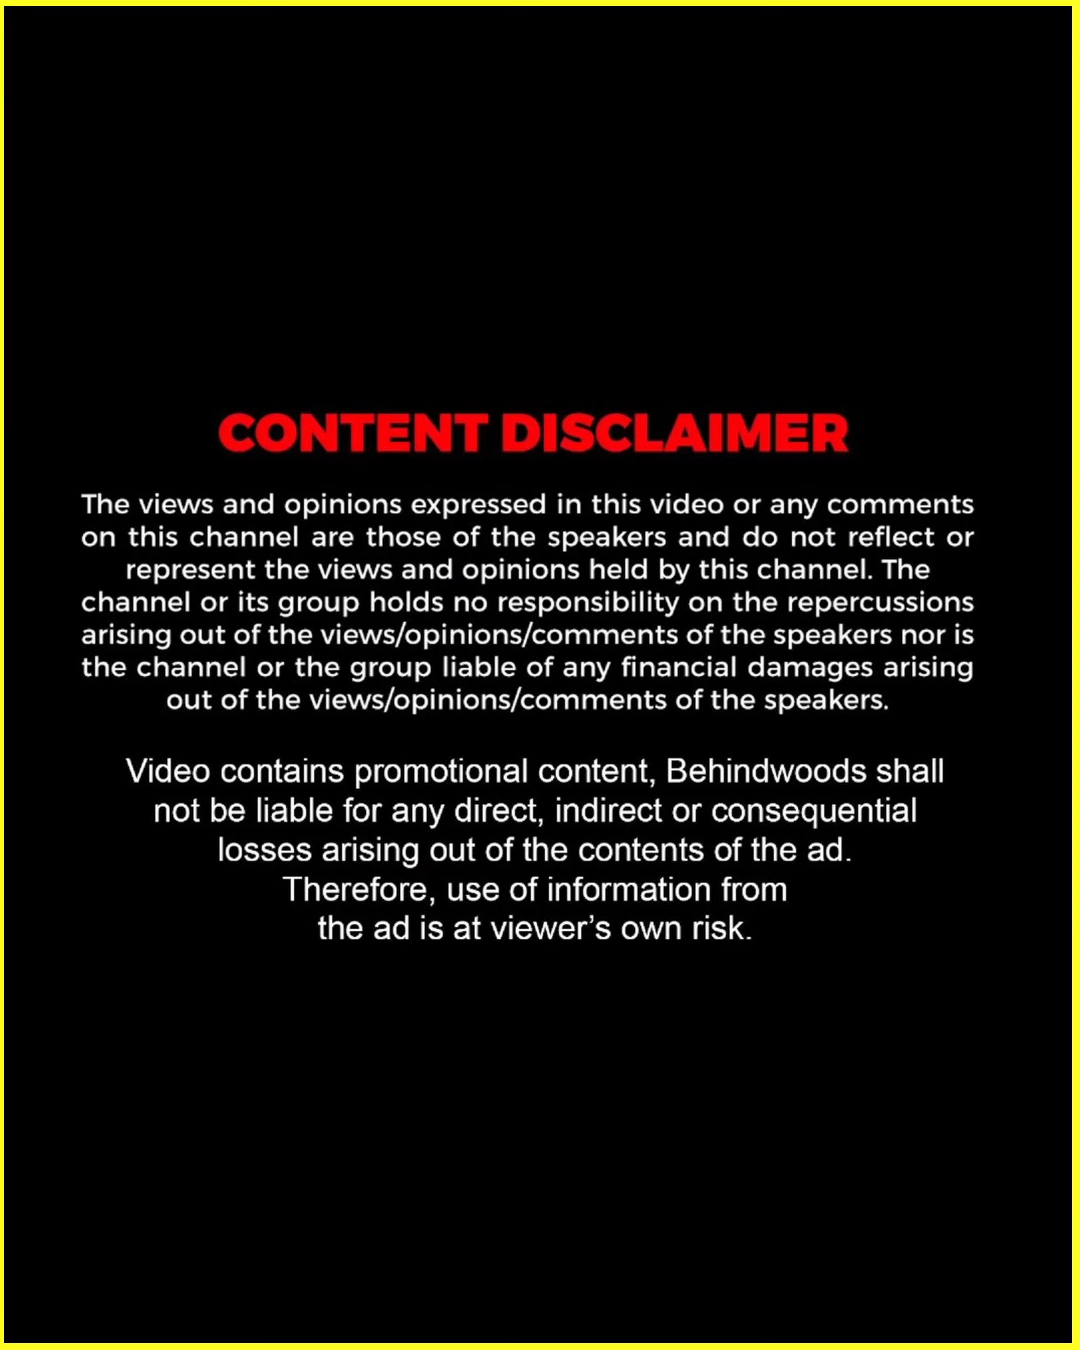 CONTENT DISCLAIMER
The views and opinions expressed in this video or any comments
on this channel are those of the speakers and do not reflect or
represent the views and opinions held by this channel. The
channel or its group holds no responsibility on the repercussions
arising out of the views/opinions/comments of the speakers nor is
the channel or the group liable of any financial damages arising
out of the views/opinions/comments of the speakers.
Video contains promotional content, Behindwoods shall
not be liable for any direct, indirect or consequential
losses arising out of the contents of the ad.
Therefore, use of information from
the ad is at viewer’s own risk.